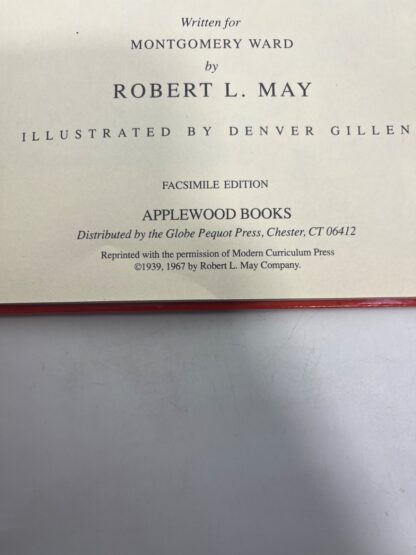 Written for
MONTGOMERY WARD
by
ROBERT L. MAY
ILLUSTRATED BY DENVER GILLEN
FACSIMILE EDITION
APPLEWOOD BOOKS
Distributed by the Globe Pequot Press, Chester, CT 06412
Reprinted with the permission of Modern Curriculum Press
©1939, 1967 by Robert L. May Company.